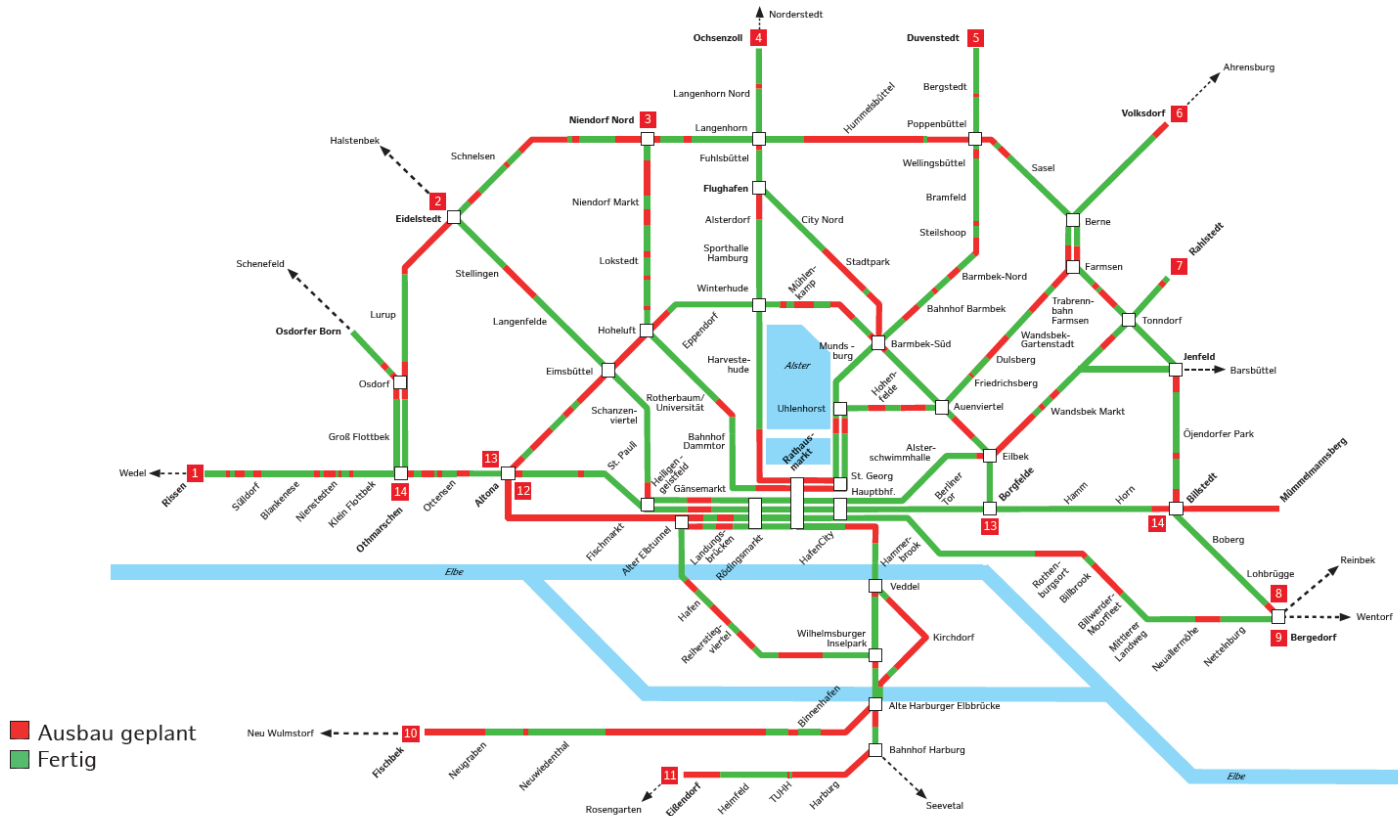 Norderstedt
Ochsenzoll
4
Duvenstedt
5
Ahrensburg
Bergstedt
Langenhorn Nord
Hummelsbüttel
Volksdorf
6
Niendorf Nord
3
Langenhorn
Poppenbüttel
Halstenbek
Schnelsen
Fuhlsbüttel
Wellingsbüttel
Sasel
Flughafen
2
Niendorf Markt
Bramfeld
Eidelstedt
Alsterdorf
City Nord
Berne
Steilshoop
Rahlstedt
Schenefeld
Sporthalle
Hamburg
Stadtpark
Lokstedt
7
Stellingen
Farmsen
Barmbek-Nord
Winterhude
Mühlen-
kamp
Trabrenn-
bahn
Farmsen
Lurup
Bahnhof Barmbek
Langenfelde
Tonndorf
Osdorfer Born
Hoheluft
Eppendorf
Wandsbek-
Gartenstadt
Munds -
burg
Barmbek-Süd
Jenfeld
Harveste-
hude
Alster
Dulsberg
Barsbüttel
Eimsbüttel
Osdorf
Hohen-
felde
Friedrichsberg
Rotherbaum/
Universität
Uhlenhorst
Auenviertel
Wandsbek Markt
Schanzen-
viertel
Groß Flottbek
Bahnhof
Dammtor
Öjendorfer Park
Rathaus-
markt
Alster-
schwimmhalle
St. Pauli
Eilbek
Mümmelmannsberg
13
Wedel
1
Heiligen -
geistfeld
St. Georg
Gänsemarkt
Hauptbhf.
Berliner
Tor
Borgfelde
Hamm
Horn
Billstedt
Rissen
Sülldorf
Blankenese
Nienstedten
Klein Flottbek
14
Othmarschen
Ottensen
Altona
12
13
14
Fischmarkt
Alter Elbtunnel
Landungs-
brücken
Rödingsmarkt
HafenCity
Hammer-
brook
Boberg
Rothen-
burgsort
Billbrook
Reinbek
Elbe
Elbe
Lohbrügge
Veddel
8
Hafen
Billwerder-
Moorfleet
Wentorf
Reiherstieg-
viertel
Wilhelmsburger
Inselpark
Kirchdorf
Mittlerer
Landweg
Neuallermöhe
Nettelnburg
9
Bergedorf
Binnenhafen
Alte Harburger Elbbrücke
Ausbau geplant
Fertig
Neu Wulmstorf
10
Fischbek
Neugraben
Neuwiedenthal
Bahnhof Harburg
11
Rosengarten
Eißendorf
Heimfeld
TUHH
Harburg
Seevetal
Elbe